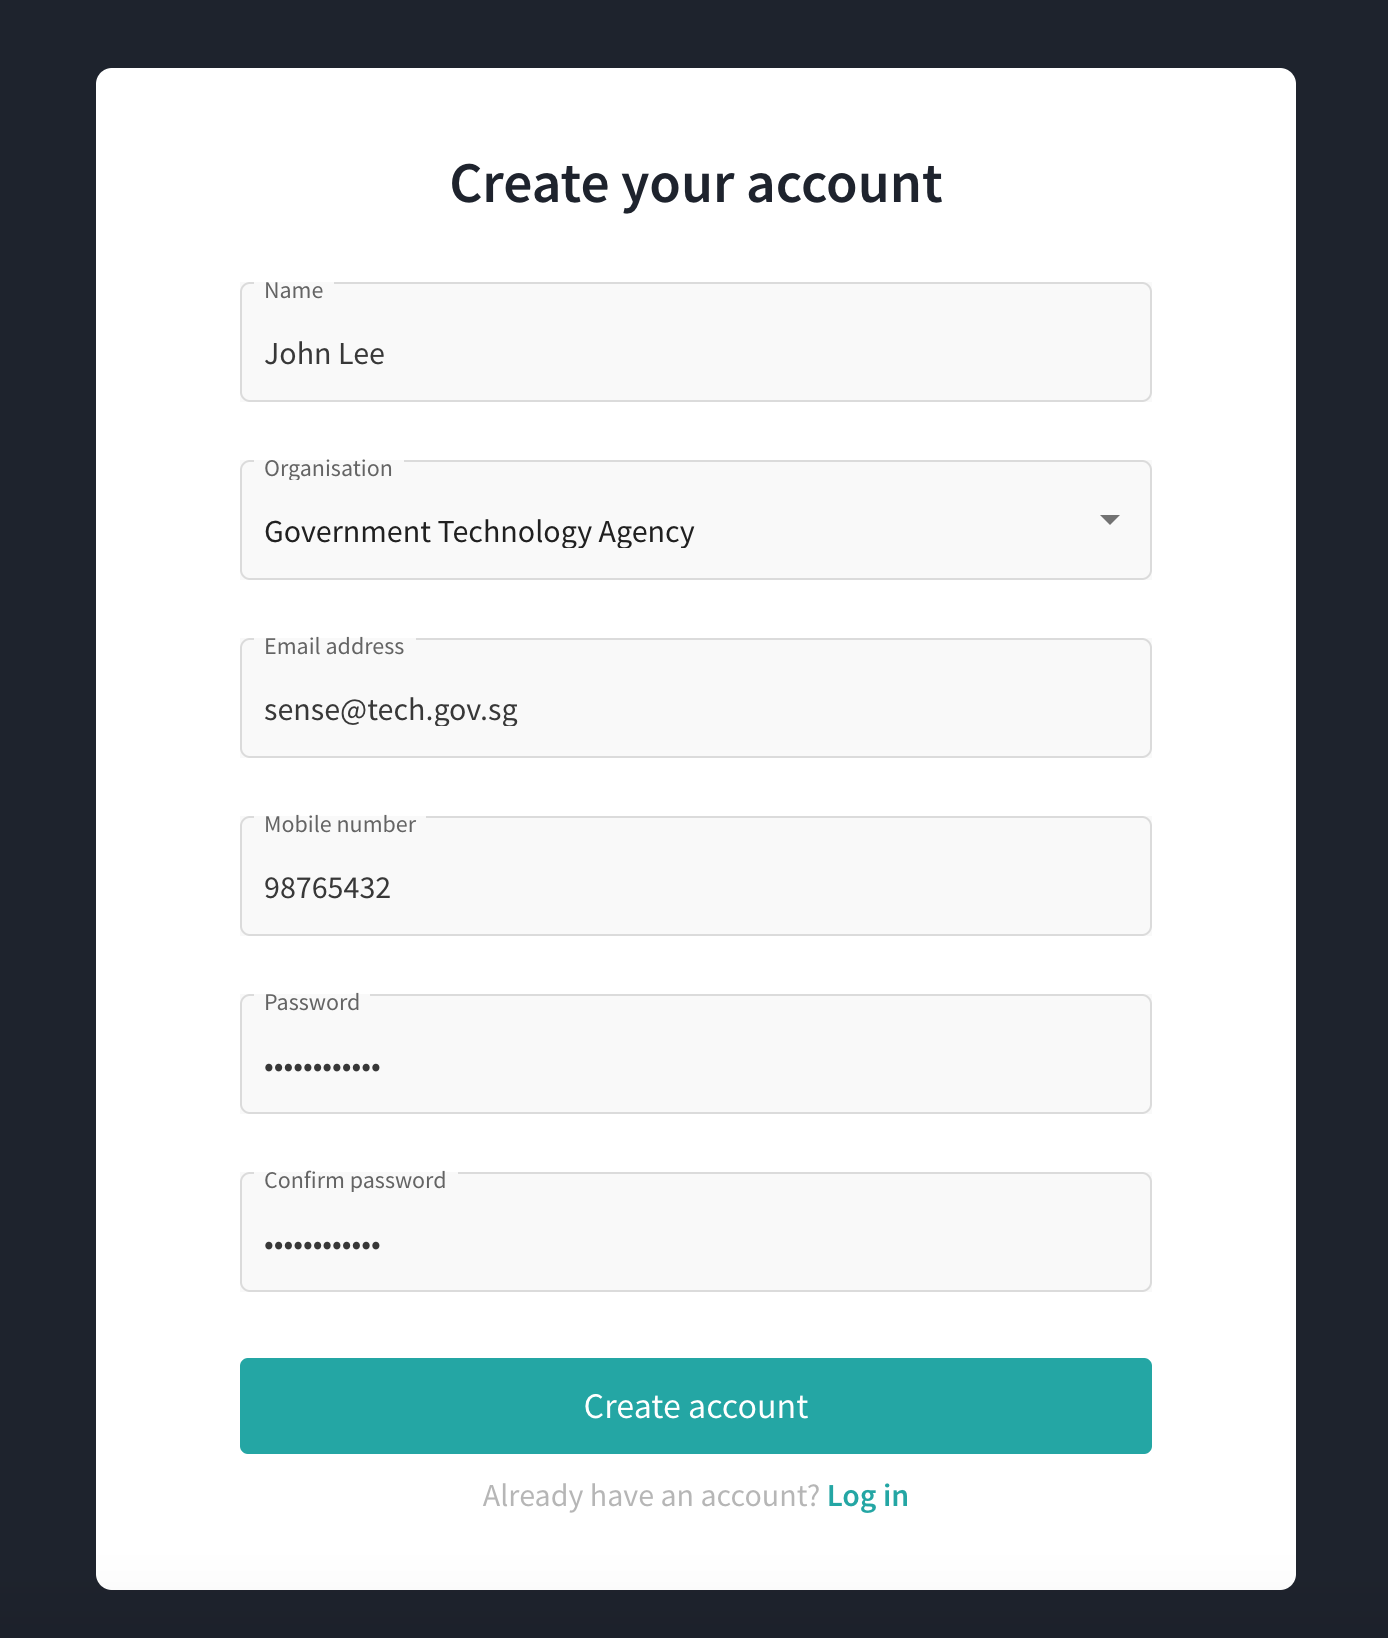 Create your account
Name
John Lee
Organisation
Government Technology Agency
Email address
sense@tech.gov.sg
Mobile number
98765432
Password
••••••••••••
Confirm password
••••••••••••
Create account
Already have an account? Log in